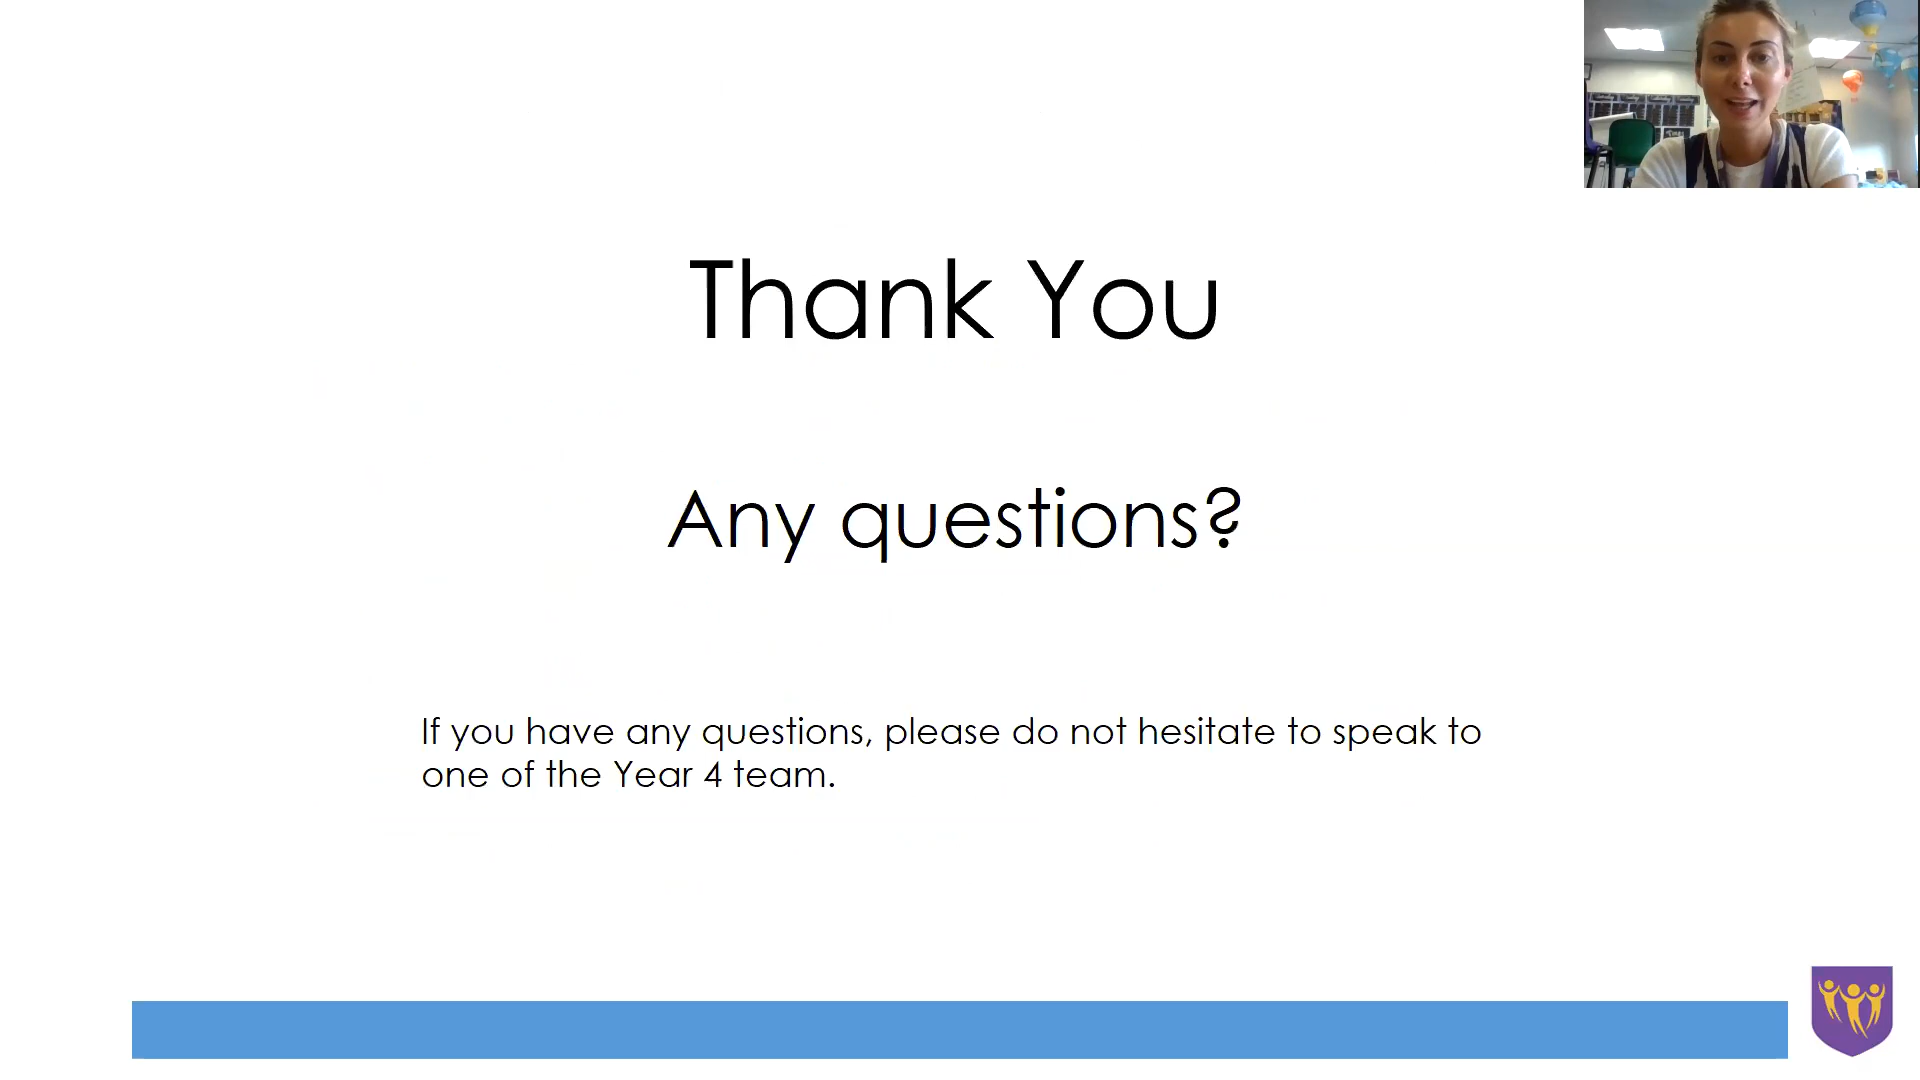 Thank You
Any questions?
If you have any questions, please do not hesitate to speak to
one of the Year 4 team.